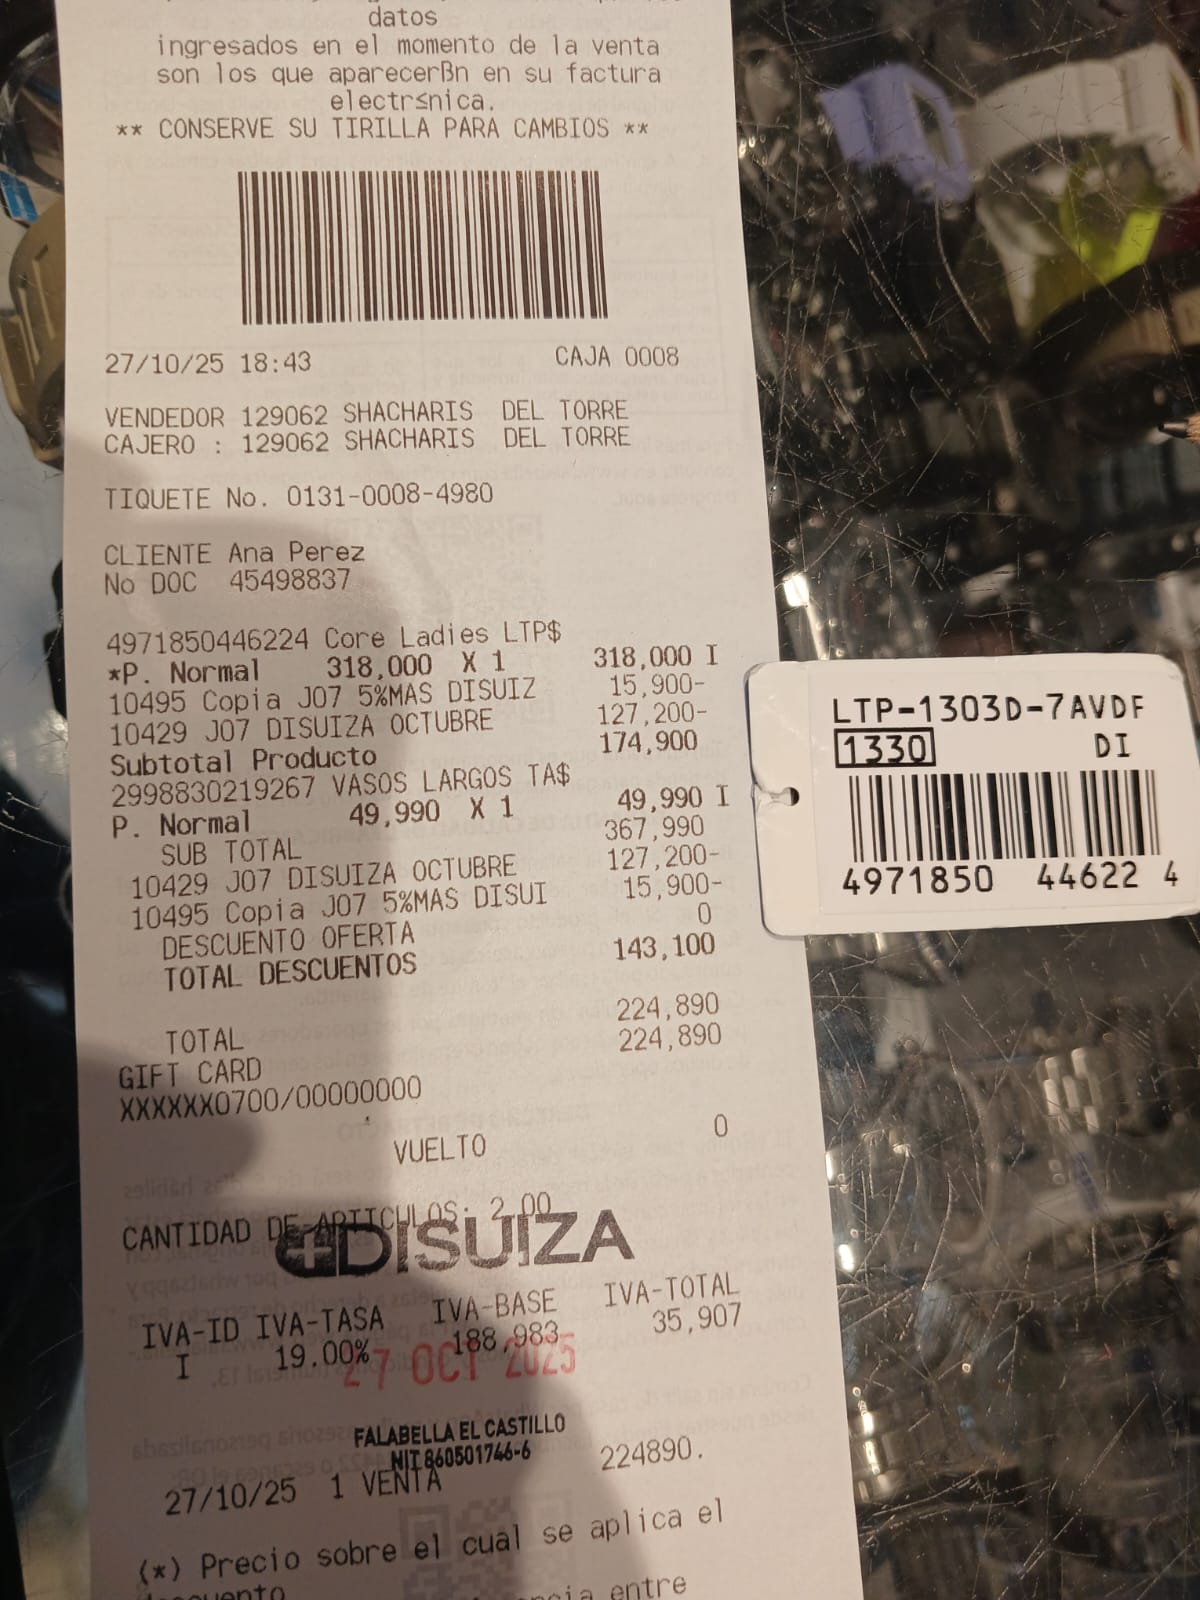 datos
ingresados en el momento de la venta
son los que aparecerßn en su factura
electr≤nica.
** CONSERVE SU TIRILLA PARA CAMBIOS **
27/10/25 18:43 CAJA 0008
VENDEDOR 129062 SHACHARIS DEL TORRE
CAJERO : 129062 SHACHARIS DEL TORRE
TIQUETE No. 0131-0008-4980
CLIENTE Ana Perez
No DOC 45498837
4971850446224 Core Ladies LTP$
*P. Normal 318,000 X 1 318,000 I
10495 Copia J07 5%MAS DISUIZ 15,900-
10429 J07 DISUIZA OCTUBRE 127,200-
Subtotal Producto 174,900
2998830219267 VASOS LARGOS TA$
P. Normal 49,990 X 1 49,990 I
SUB TOTAL 367,990
10429 J07 DISUIZA OCTUBRE 127,200-
10495 Copia J07 5%MAS DISUI 15,900-
DESCUENTO OFERTA 0
TOTAL DESCUENTOS 143,100
TOTAL 224,890
GIFT CARD 224,890
XXXXXX0700/00000000
VUELTO 0
CANTIDAD DE ARTICULOS: 2.00
DISUIZA
IVA-ID IVA-TASA IVA-BASE IVA-TOTAL
I 19.00% 188,983 35,907
27 OCT 2025
FALABELLA EL CASTILLO
NIT 860501746-6
27/10/25 1 VENTA 224890.
(*) Precio sobre el cual se aplica el
entre
LTP-1303D-7AVDF
1330 DI
4971850 44622 4